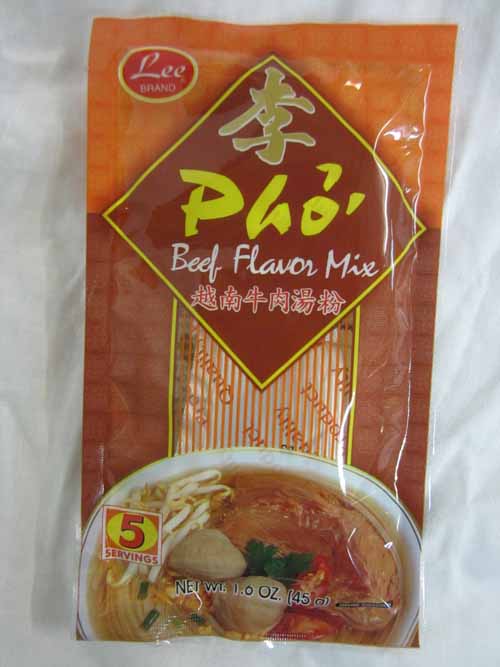 Lee
BRAND
李
Phở
Beef Flavor Mix
越南牛肉湯粉
Quality
5
SERVINGS
NET WT. 1.6 OZ. (45 g)